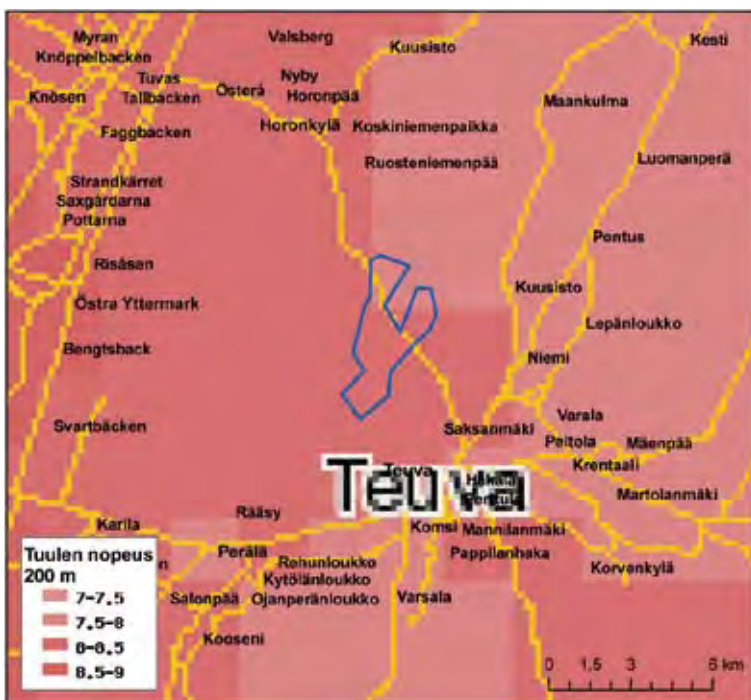 Myran
Valsberg
Kesti
Knöppelbacken
Kuusisto
Tuvas
Nyby
Knösen
Tallbacken
Österå
Horonpää
Maankulma
Faggbacken
Horonkylä
Koskiniemenpaikka
Ruosteniemenpää
Luomanperä
Strandkärret
Saxgårdarna
Pottarna
Pontus
Risåsen
Kuusisto
Östra Yttermark
Lepänloukko
Bengtsback
Niemi
Svartbäcken
Saksanmäki
Varala
Peltola
Mäenpää
Teuva
Krentaali
Teuva
Martolanmäki
Rääsy
Karila
Komsi
Mannilanmäki
Perälä
Rehunloukko
Pappilanhaka
Kytölänloukko
Korvenkylä
Salonpää
Ojanperänloukko
Varsala
Kooseni
Tuulen nopeus
200 m
7-7.5
7.5-8
8-8.5
8.5-9
0 1,5 3 6 km